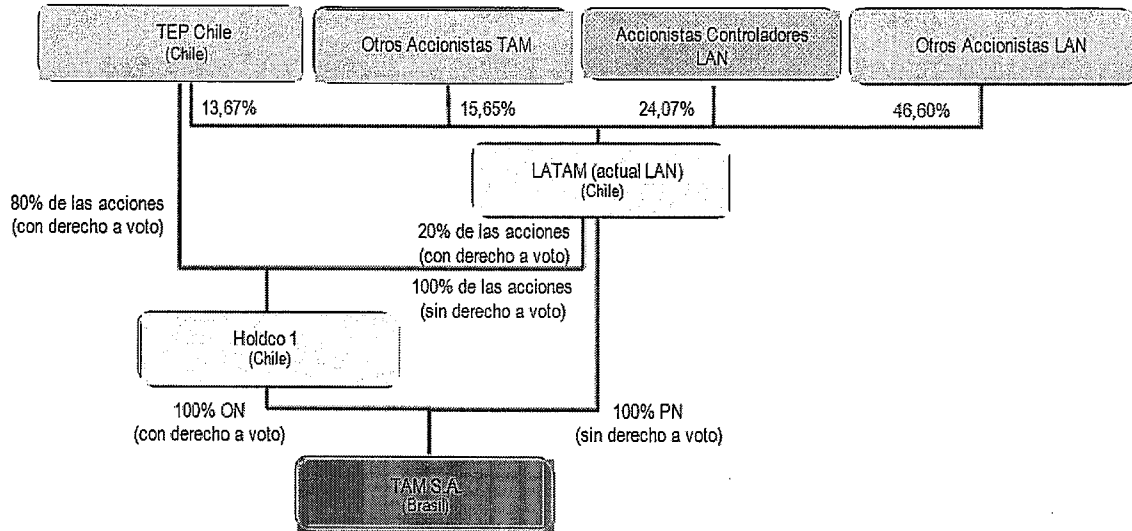 TEP Chile
(Chile)
Otros Accionistas TAM
Accionistas Controladores
LAN
Otros Accionistas LAN
13,67%
15,65%
24,07%
46,60%
LATAM (actual LAN)
(Chile)
80% de las acciones
(con derecho a voto)
20% de las acciones
(con derecho a voto)
100% de las acciones
(sin derecho a voto)
Holdco 1
(Chile)
100% ON
(con derecho a voto)
100% PN
(sin derecho a voto)
TAM S.A.
(Brasil)